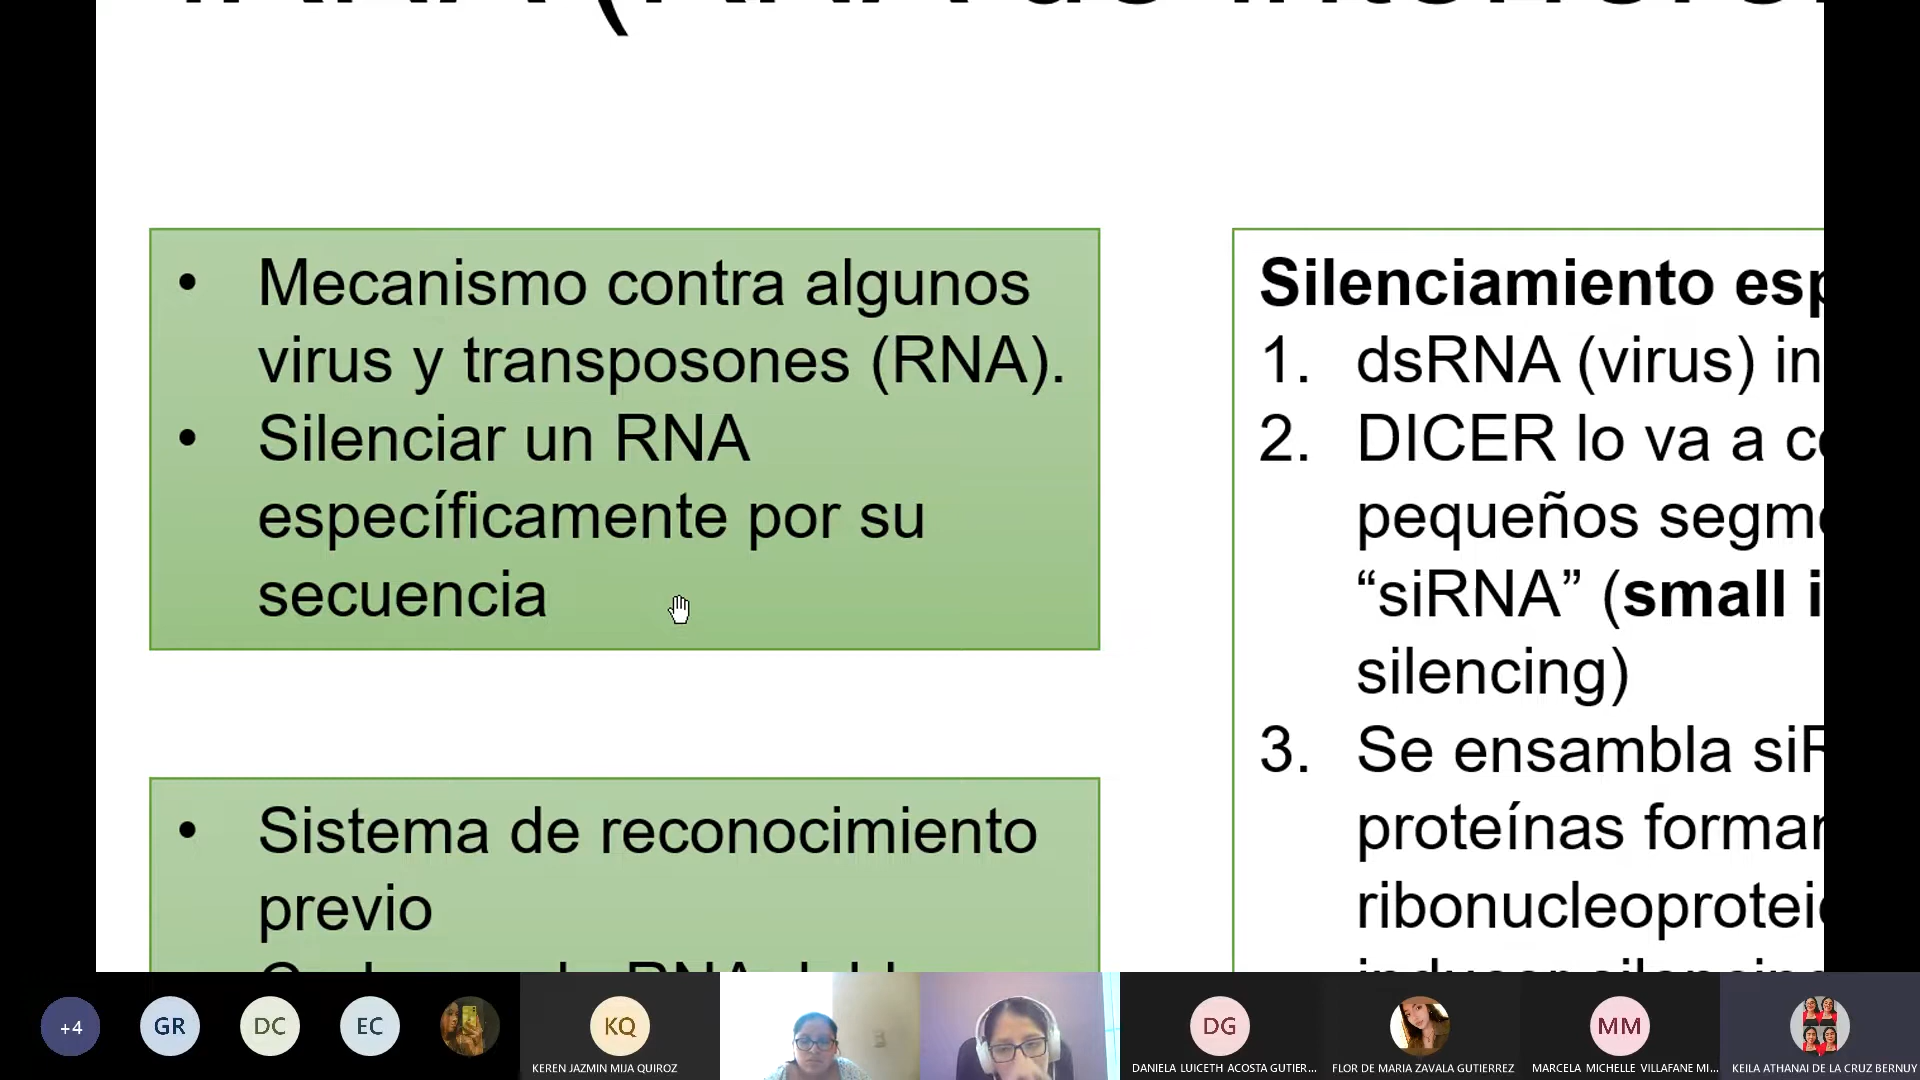 Mecanismo contra algunos
virus y transposones (RNA).
Silenciar un RNA
específicamente por su
secuencia
Sistema de reconocimiento
previo
Silenciamiento esp
1. dsRNA (virus) in
2. DICER lo va a c
pequeños segm
“siRNA” (small i
silencing)
3. Se ensambla siR
proteínas formar
ribonucleoprotei
+4
GR
DC
EC
KQ
KEREN JAZMIN MIJA QUIROZ
DG
DANIELA LUICETH ACOSTA GUTIER...
FLOR DE MARIA ZAVALA GUTIERREZ
MM
MARCELA MICHELLE VILLAFANE MI...
KEILA ATHANAI DE LA CRUZ BERNUY